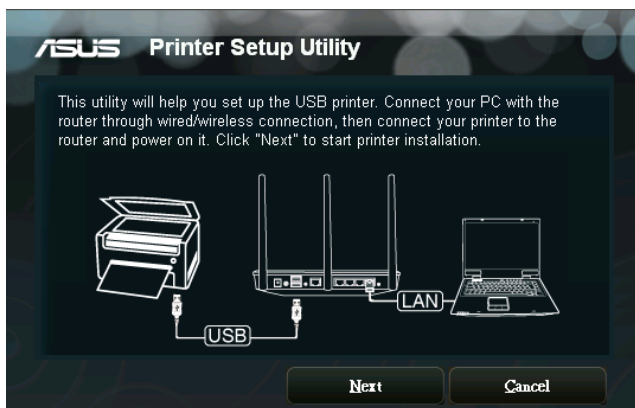 ASUS Printer Setup Utility
This utility will help you set up the USB printer. Connect your PC with the
router through wired/wireless connection, then connect your printer to the
router and power on it. Click "Next" to start printer installation.
LAN
USB
Next Cancel